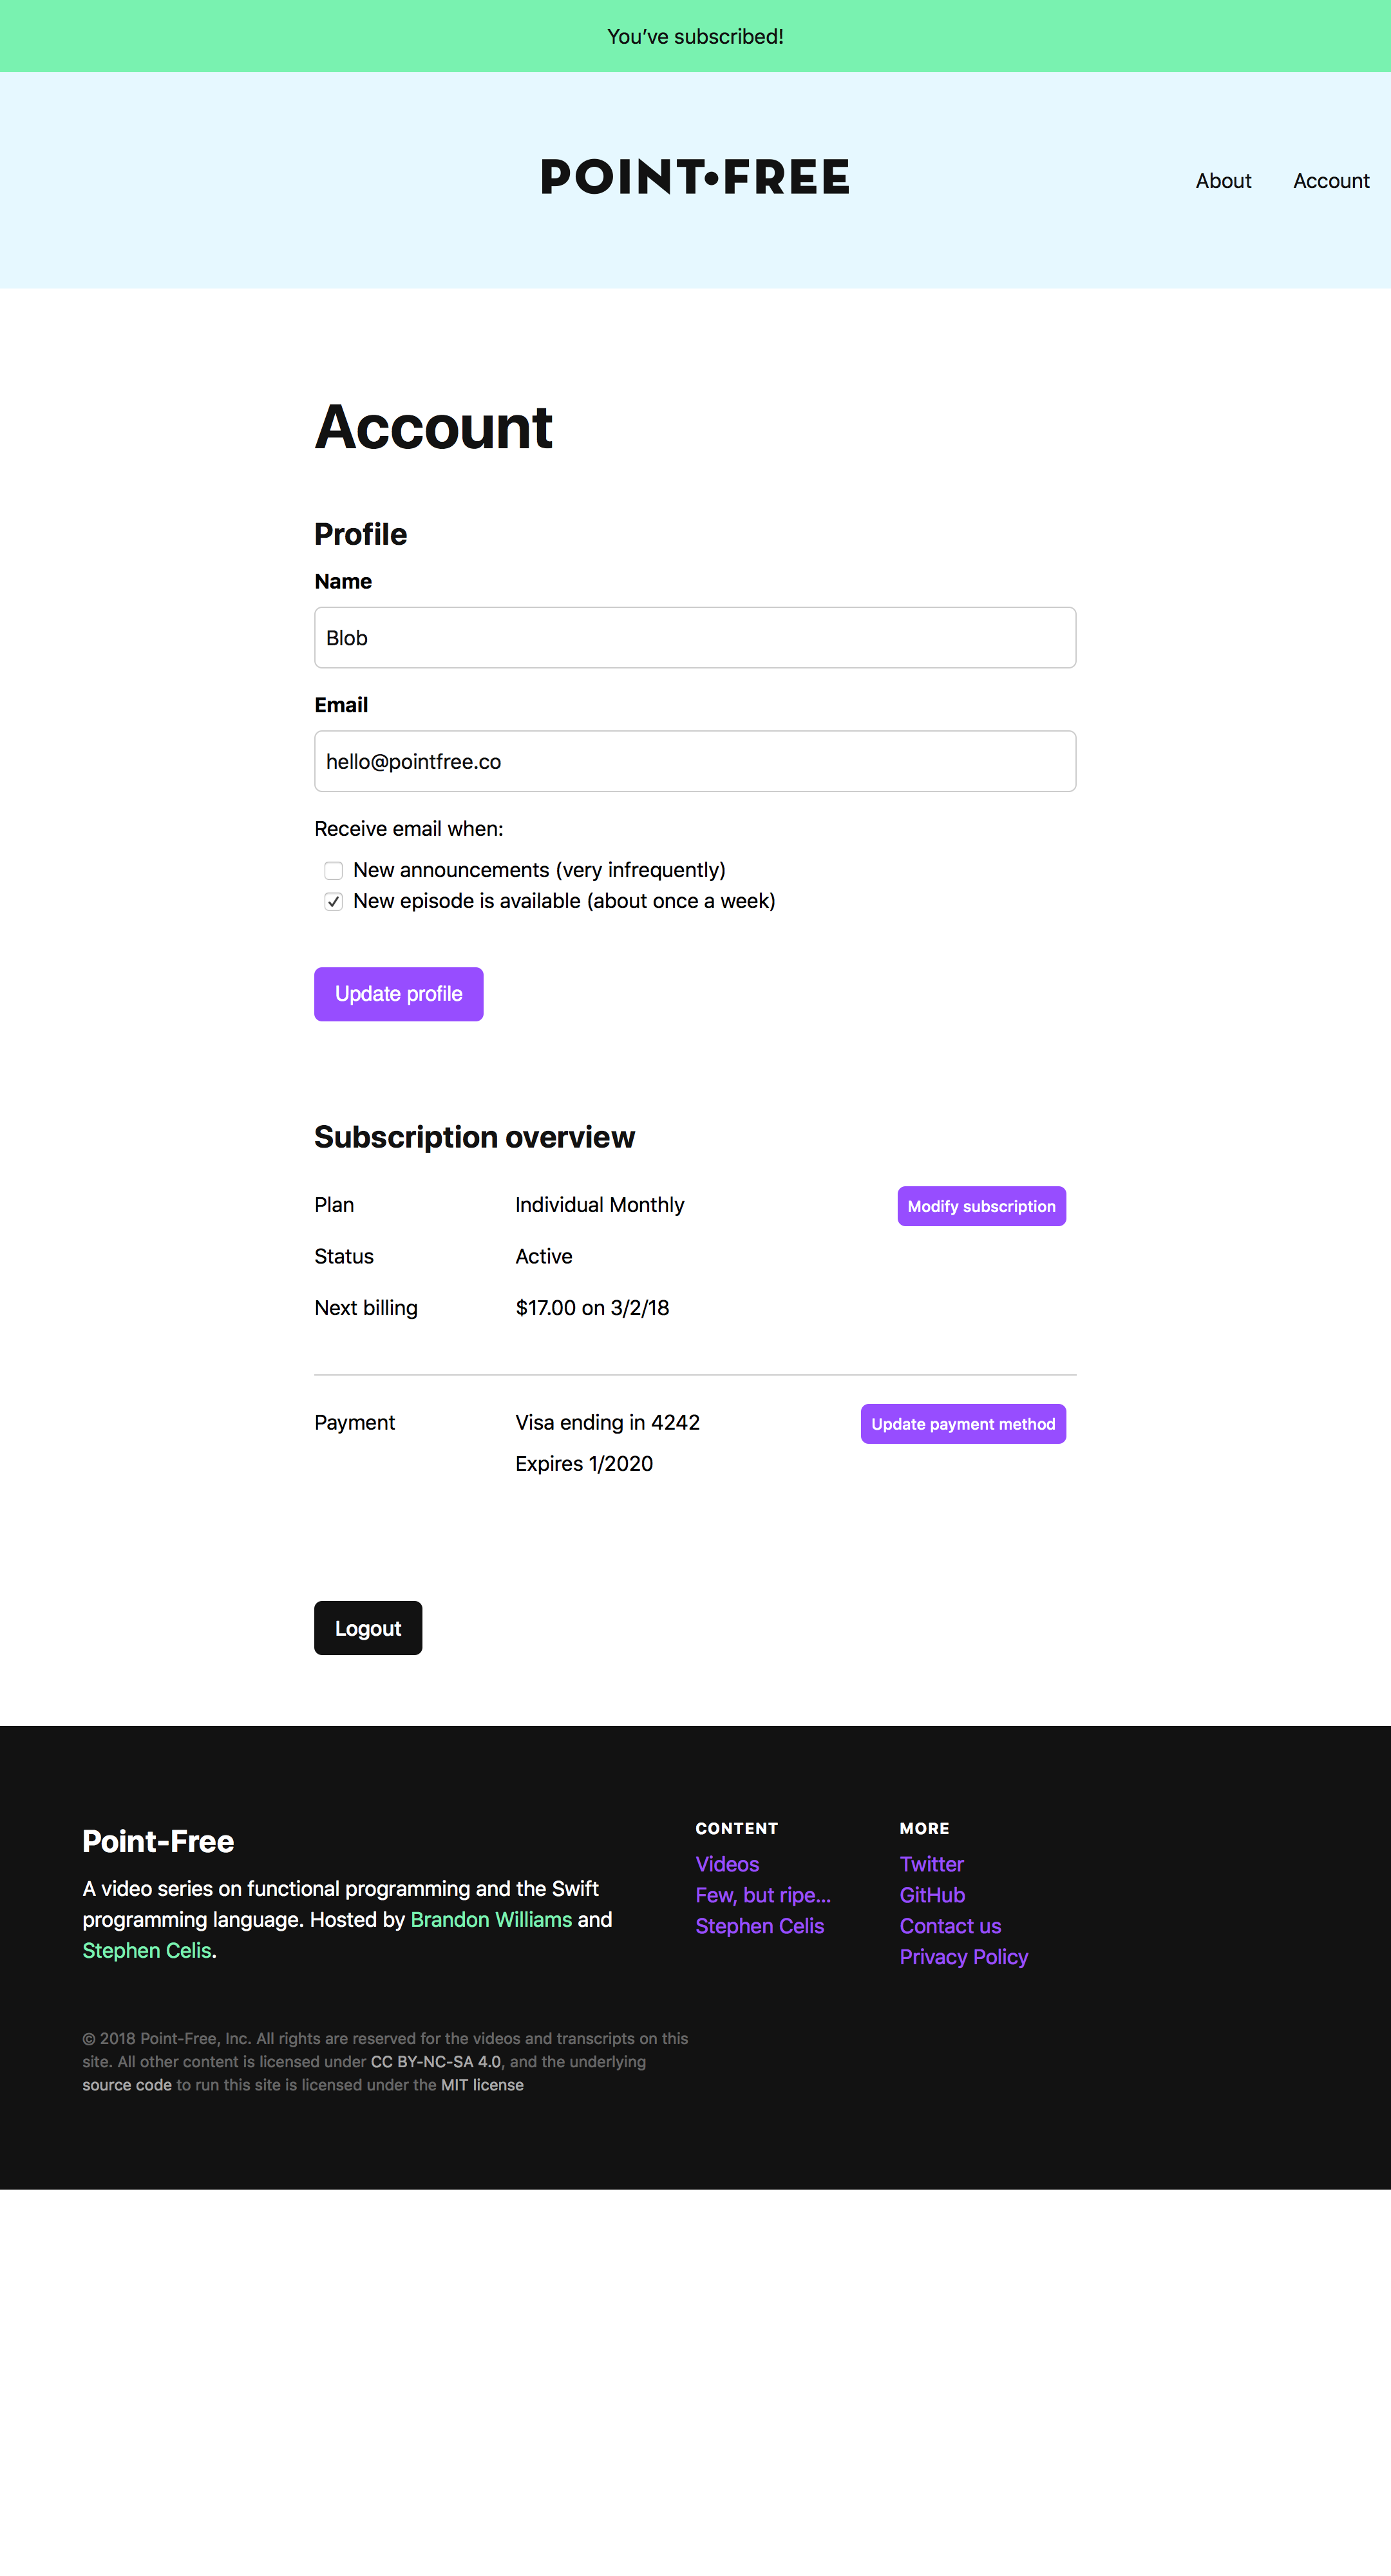 You’ve subscribed!
POINT•FREE
About Account
Account
Profile
Name
Blob
Email
hello@pointfree.co
Receive email when:
New announcements (very infrequently)
New episode is available (about once a week)
Update profile
Subscription overview
Plan Individual Monthly Modify subscription
Status Active
Next billing $17.00 on 3/2/18
Payment Visa ending in 4242 Update payment method
Expires 1/2020
Logout
Point-Free
A video series on functional programming and the Swift
programming language. Hosted by Brandon Williams and
Stephen Celis.
CONTENT
Videos
Few, but ripe...
Stephen Celis
MORE
Twitter
GitHub
Contact us
Privacy Policy
© 2018 Point-Free, Inc. All rights are reserved for the videos and transcripts on this
site. All other content is licensed under CC BY-NC-SA 4.0, and the underlying
source code to run this site is licensed under the MIT license